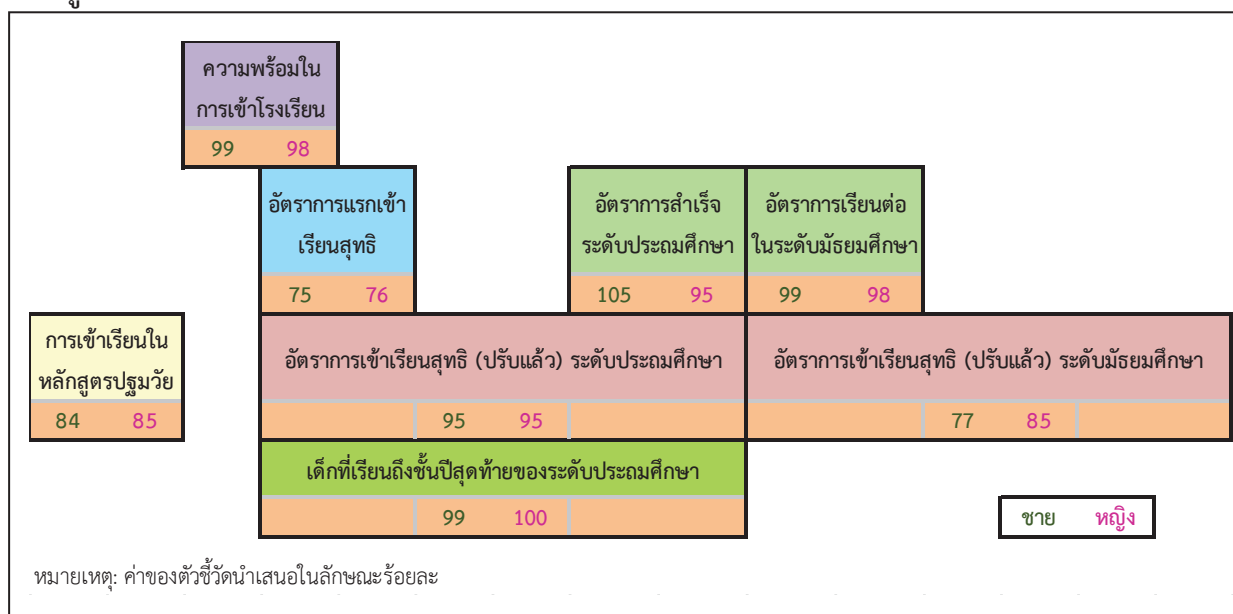 ความพร้อมใน
การเข้าโรงเรียน
99 98
อัตราการแรกเข้า
เรียนสุทธิ
75 76
อัตราการสำเร็จ
ระดับประถมศึกษา
105 95
อัตราการเรียนต่อ
ในระดับมัธยมศึกษา
99 98
การเข้าเรียนใน
หลักสูตรปฐมวัย
84 85
อัตราการเข้าเรียนสุทธิ (ปรับแล้ว) ระดับประถมศึกษา
95 95
อัตราการเข้าเรียนสุทธิ (ปรับแล้ว) ระดับมัธยมศึกษา
77 85
เด็กที่เรียนถึงชั้นปีสุดท้ายของระดับประถมศึกษา
99 100
ชาย หญิง
หมายเหตุ: ค่าของตัวชี้วัดนำเสนอในลักษณะร้อยละ